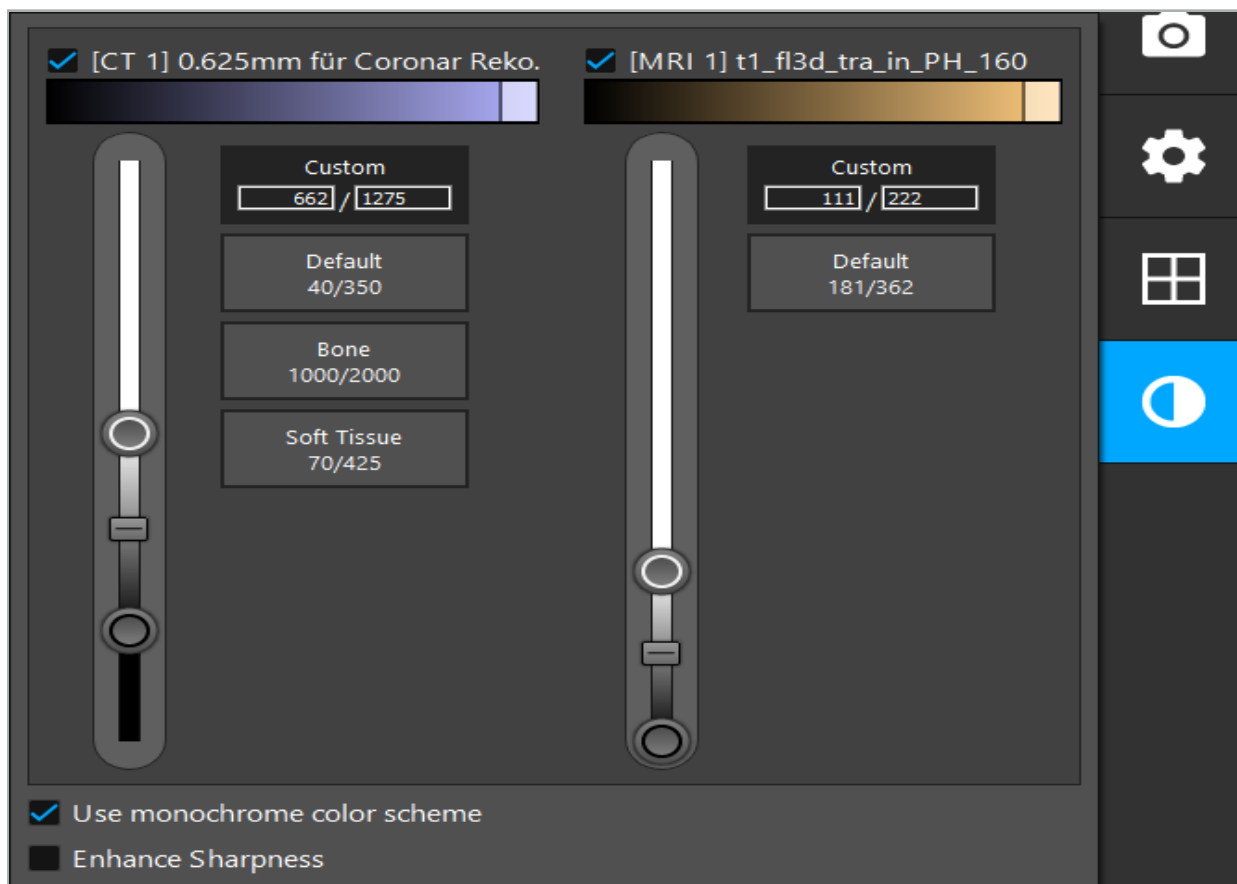 [CT 1] 0.625mm für Coronar Reko.
[MRI 1] t1_fl3d_tra_in_PH_160
Custom
662 / 1275
Default
40/350
Bone
1000/2000
Soft Tissue
70/425
Custom
111 / 222
Default
181/362
Use monochrome color scheme
Enhance Sharpness